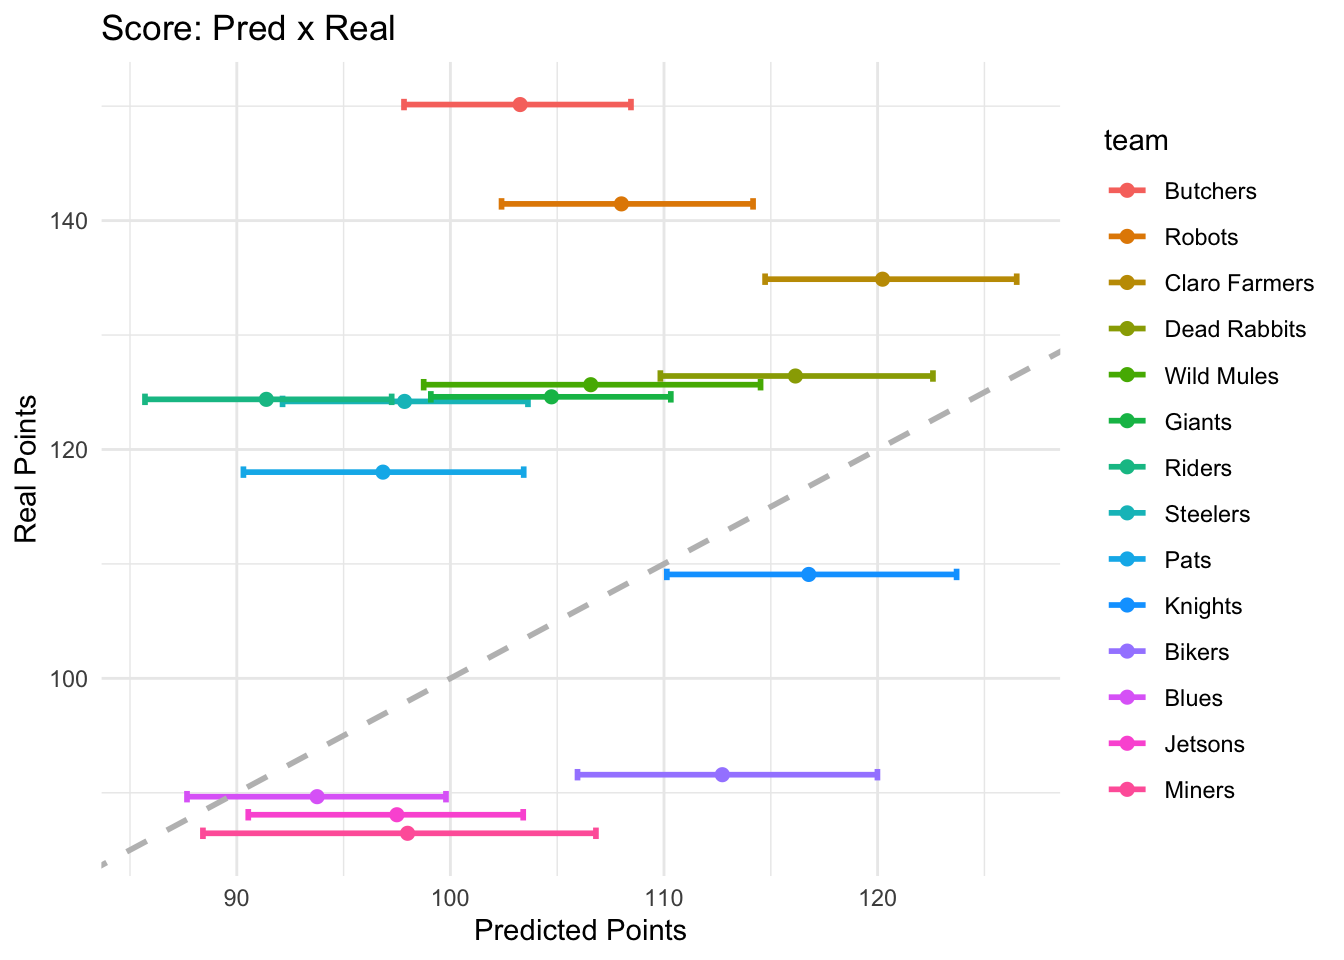 Score: Pred x Real
Real Points
140
120
100
90
100
110
120
Predicted Points
team
Butchers
Robots
Claro Farmers
Dead Rabbits
Wild Mules
Giants
Riders
Steelers
Pats
Knights
Bikers
Blues
Jetsons
Miners